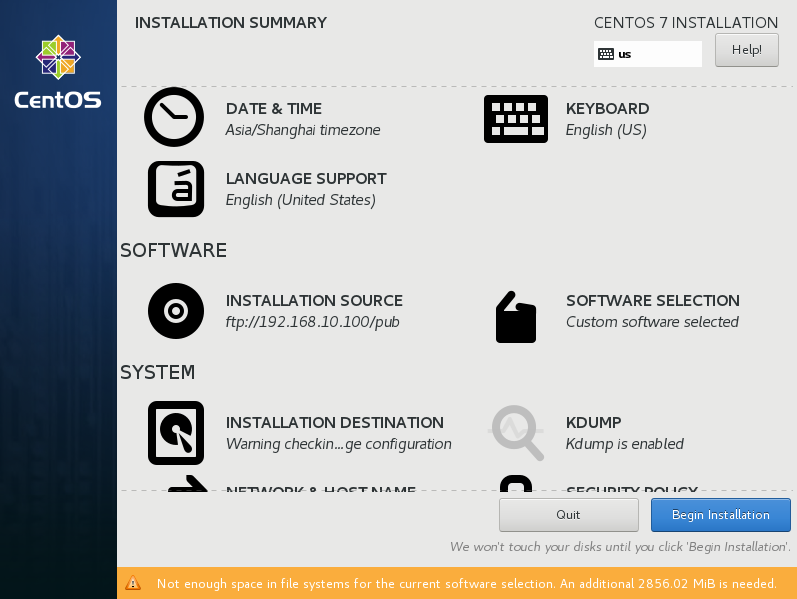 INSTALLATION SUMMARY
CENTOS 7 INSTALLATION
us
Help!
CentOS
DATE & TIME
Asia/Shanghai timezone
KEYBOARD
English (US)
á
LANGUAGE SUPPORT
English (United States)
SOFTWARE
INSTALLATION SOURCE
ftp://192.168.10.100/pub
SOFTWARE SELECTION
Custom software selected
SYSTEM
INSTALLATION DESTINATION
Warning checkin...ge configuration
KDUMP
Kdump is enabled
NETWORK & HOST NAME
SECURITY POLICY
Quit
Begin Installation
We won't touch your disks until you click 'Begin Installation'.
Not enough space in file systems for the current software selection. An additional 2856.02 MiB is needed.